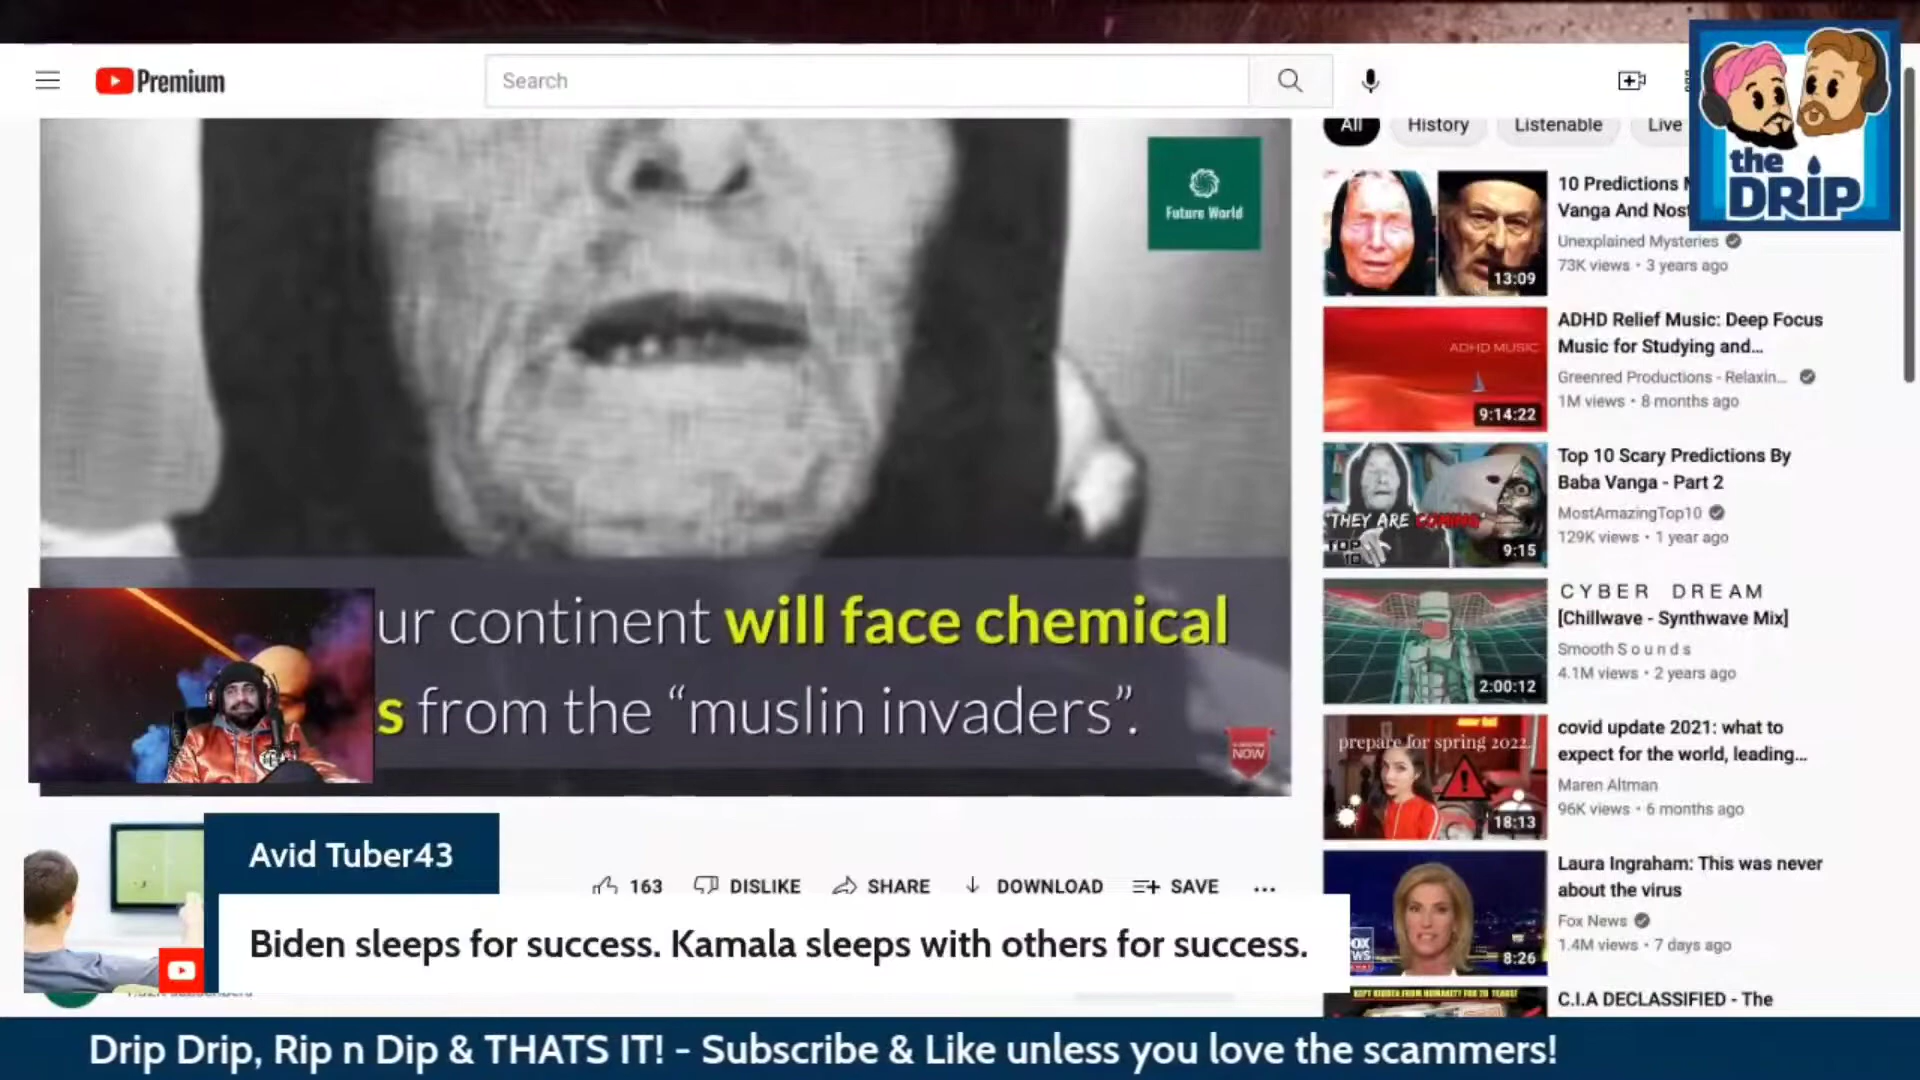 Premium
Search
the
DRiP
Future World
ur continent will face chemical
s from the “muslin invaders”.
NOW
All
History
Listenable
Live
10 Predictions
Vanga And Nos
Unexplained Mysteries
73K views • 3 years ago
13:09
ADHD MUSIC
9:14:22
ADHD Relief Music: Deep Focus
Music for Studying and...
Greenred Productions - Relaxin...
1M views • 8 months ago
"THEY ARE COMING"
TOP
10
9:15
Top 10 Scary Predictions By
Baba Vanga - Part 2
MostAmazingTop10
129K views • 1 year ago
2:00:12
C Y B E R D R E A M
[Chillwave - Synthwave Mix]
Smooth S o u n d s
4.1M views • 2 years ago
prepare for spring 2022.
18:13
covid update 2021: what to
expect for the world, leading...
Maren Altman
96K views • 6 months ago
8:26
Laura Ingraham: This was never
about the virus
Fox News
1.4M views • 7 days ago
C.I.A DECLASSIFIED - The
163
DISLIKE
SHARE
DOWNLOAD
SAVE
...
Avid Tuber43
Biden sleeps for success. Kamala sleeps with others for success.
Drip Drip, Rip n Dip & THATS IT! - Subscribe & Like unless you love the scammers!